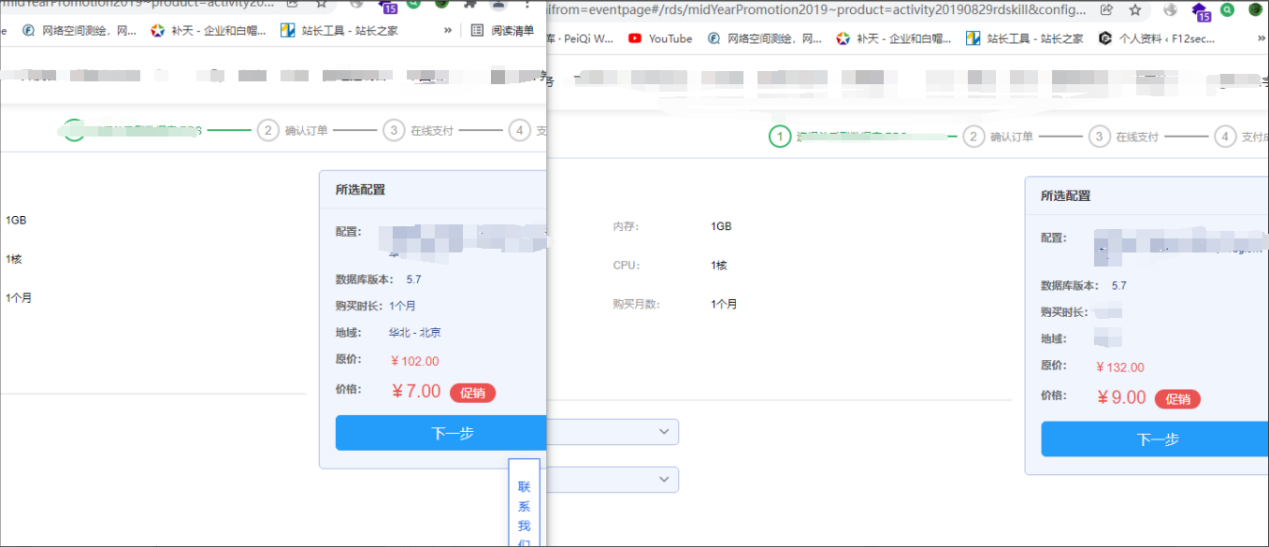 midYearPromotion2019~product=activity20...
15
网络空间测绘，网...
补天 - 企业和白帽...
站长工具 - 站长之家
»
阅读清单
2 确认订单
3 在线支付
4 支
所选配置
1GB
配置：
1核
数据库版本： 5.7
1个月
购买时长：1个月
地域： 华北 - 北京
原价： ￥102.00
价格： ￥7.00 促销
下一步
联
系
我
们
ifrom=eventpage#/rds/midYearPromotion2019~product=activity20190829rdskill&config...
15
库 · PeiQi W...
YouTube
网络空间测绘，网...
补天 - 企业和白帽...
站长工具 - 站长之家
个人资料 ‹ F12sec...
»
务
1
2 确认订单
3 在线支付
4 支付成
所选配置
内存： 1GB
配置：
CPU： 1核
数据库版本： 5.7
购买月数： 1个月
购买时长：
地域：
原价： ￥132.00
价格： ￥9.00 促销
下一步